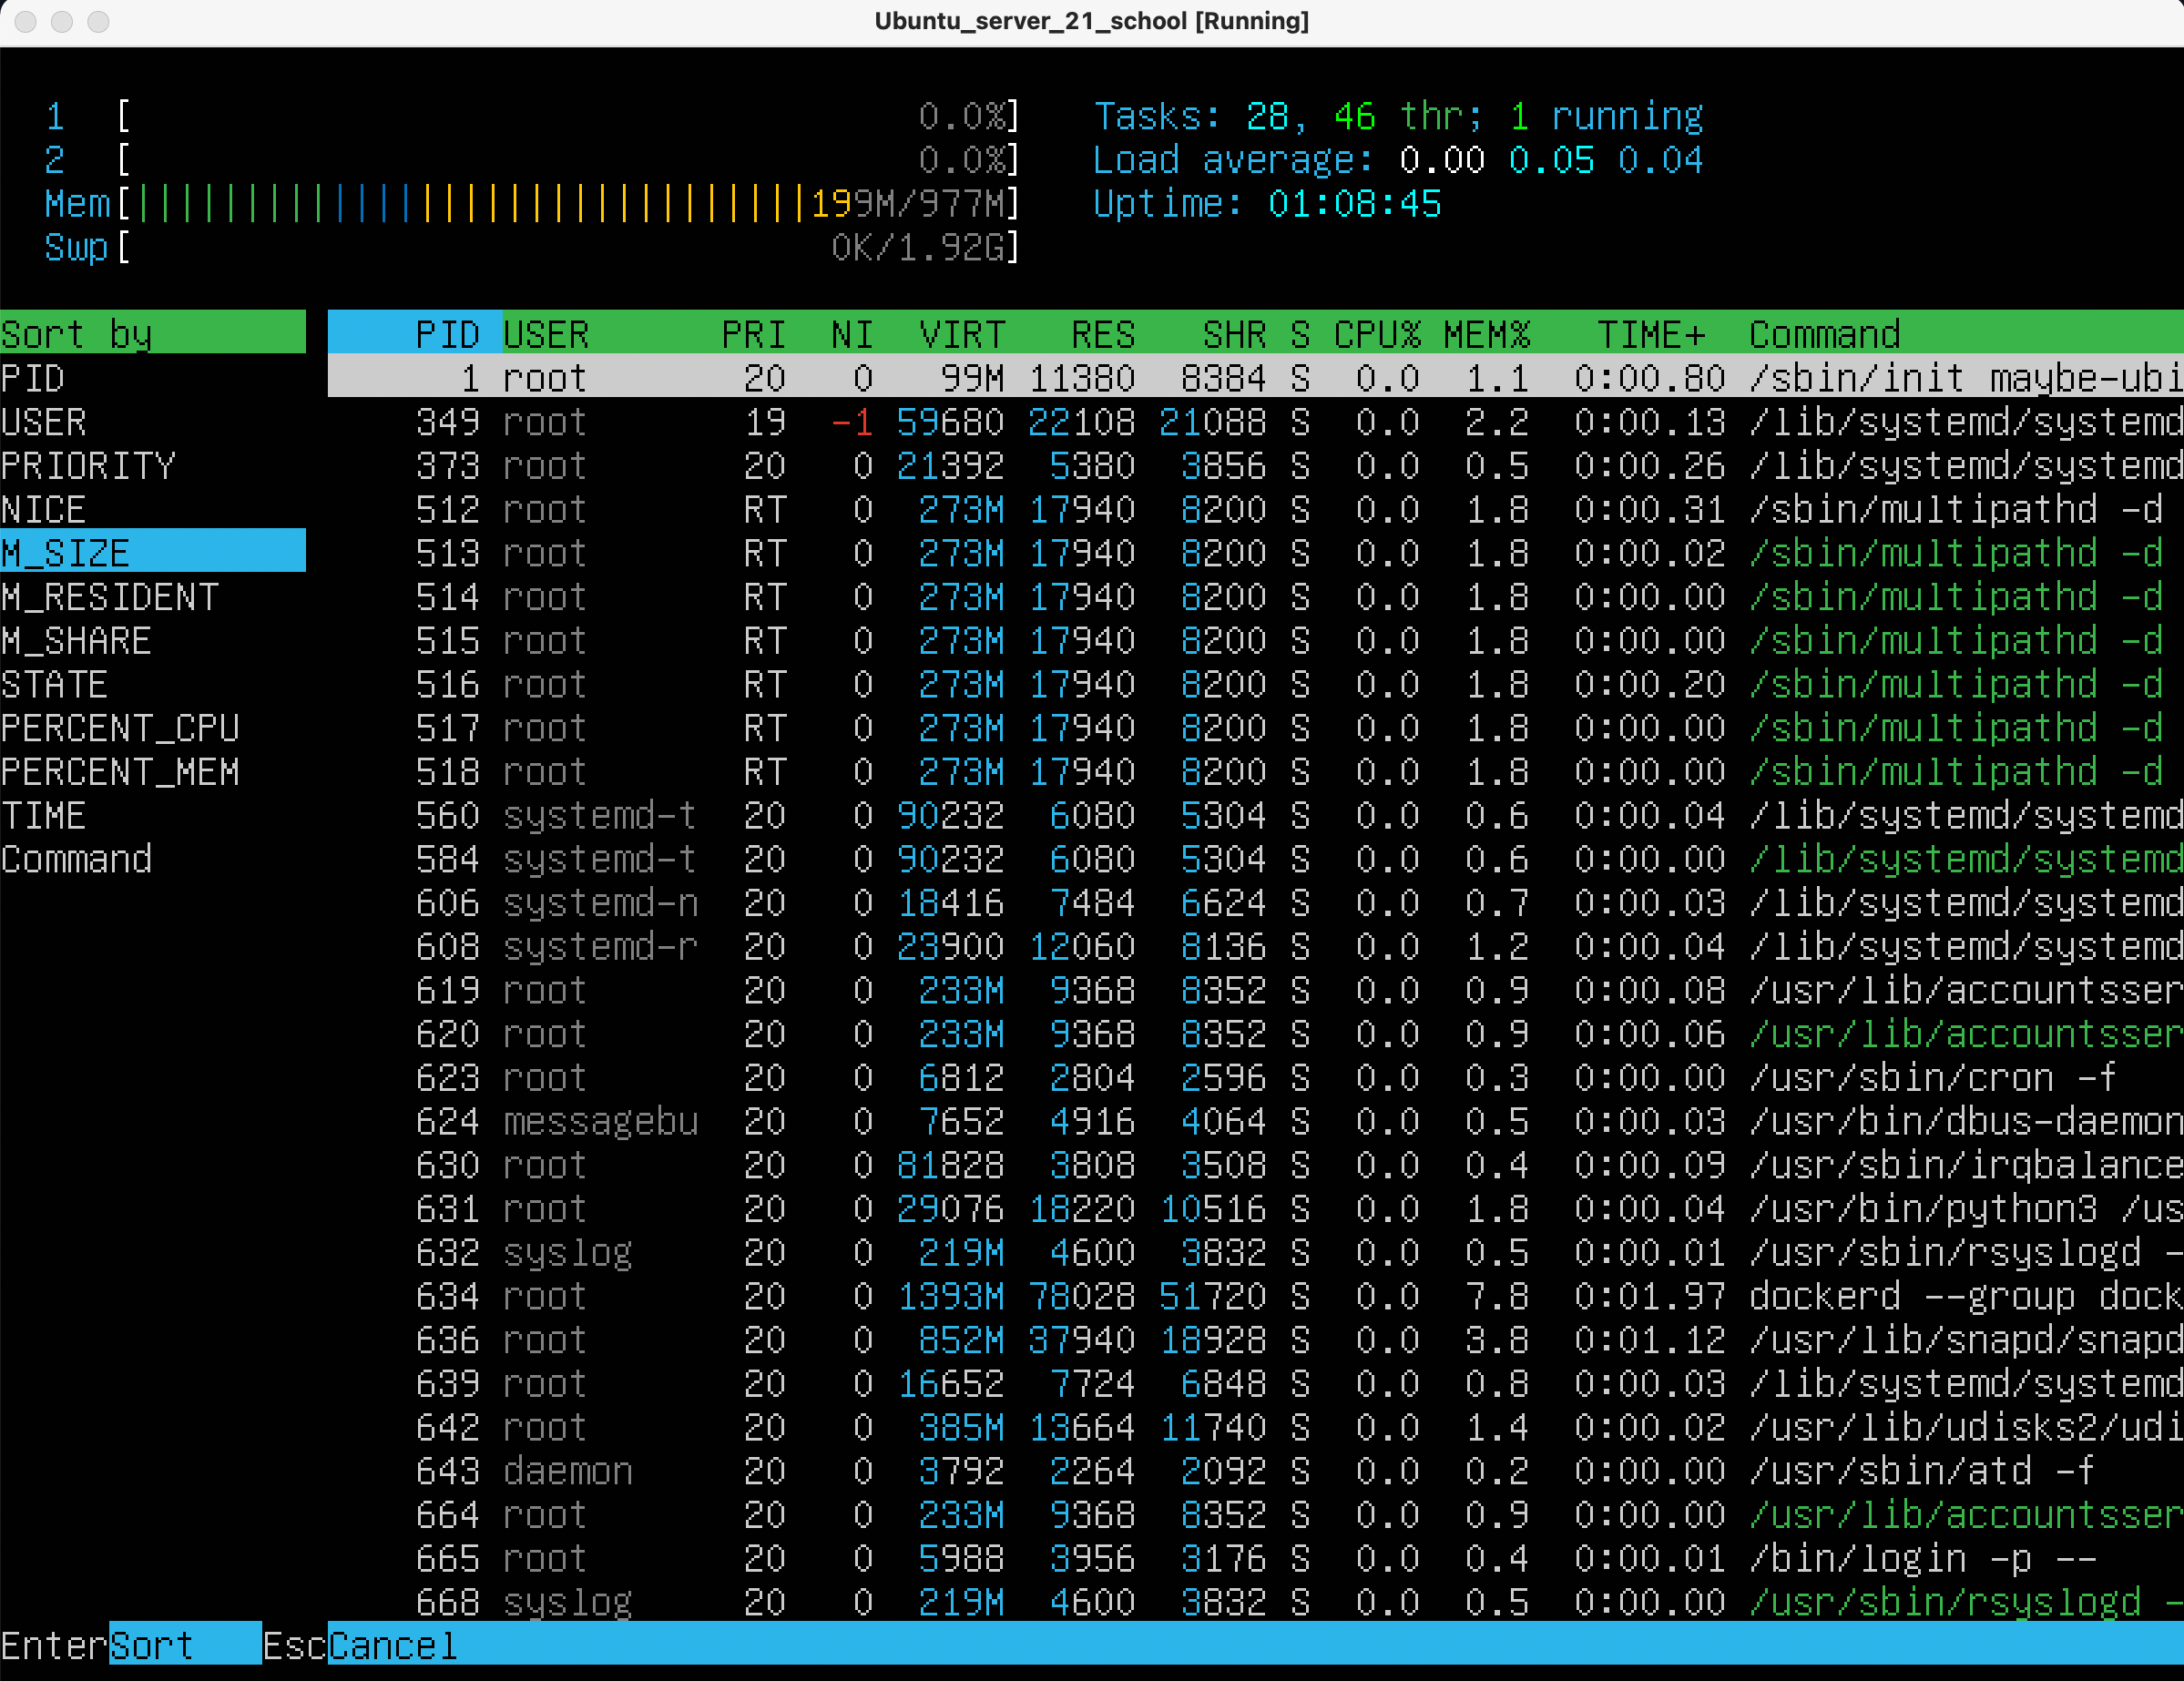 Ubuntu_server_21_school [Running]
1 [ 0.0%] Tasks: 28, 46 thr; 1 running
2 [ 0.0%] Load average: 0.00 0.05 0.04
Mem[|||||||||||||||||||||||||||||||199M/977M] Uptime: 01:08:45
Swp[ 0K/1.92G]
Sort by PID USER PRI NI VIRT RES SHR S CPU% MEM% TIME+ Command
PID 1 root 20 0 99M 11380 8384 S 0.0 1.1 0:00.80 /sbin/init maybe-ubi
USER 349 root 19 -1 59680 22108 21088 S 0.0 2.2 0:00.13 /lib/systemd/systemd
PRIORITY 373 root 20 0 21392 5380 3856 S 0.0 0.5 0:00.26 /lib/systemd/systemd
NICE 512 root RT 0 273M 17940 8200 S 0.0 1.8 0:00.31 /sbin/multipathd -d
M_SIZE 513 root RT 0 273M 17940 8200 S 0.0 1.8 0:00.02 /sbin/multipathd -d
M_RESIDENT 514 root RT 0 273M 17940 8200 S 0.0 1.8 0:00.00 /sbin/multipathd -d
M_SHARE 515 root RT 0 273M 17940 8200 S 0.0 1.8 0:00.00 /sbin/multipathd -d
STATE 516 root RT 0 273M 17940 8200 S 0.0 1.8 0:00.20 /sbin/multipathd -d
PERCENT_CPU 517 root RT 0 273M 17940 8200 S 0.0 1.8 0:00.00 /sbin/multipathd -d
PERCENT_MEM 518 root RT 0 273M 17940 8200 S 0.0 1.8 0:00.00 /sbin/multipathd -d
TIME 560 systemd-t 20 0 90232 6080 5304 S 0.0 0.6 0:00.04 /lib/systemd/systemd
Command 584 systemd-t 20 0 90232 6080 5304 S 0.0 0.6 0:00.00 /lib/systemd/systemd
606 systemd-n 20 0 18416 7484 6624 S 0.0 0.7 0:00.03 /lib/systemd/systemd
608 systemd-r 20 0 23900 12060 8136 S 0.0 1.2 0:00.04 /lib/systemd/systemd
619 root 20 0 233M 9368 8352 S 0.0 0.9 0:00.08 /usr/lib/accountsser
620 root 20 0 233M 9368 8352 S 0.0 0.9 0:00.06 /usr/lib/accountsser
623 root 20 0 6812 2804 2596 S 0.0 0.3 0:00.00 /usr/sbin/cron -f
624 messagebu 20 0 7652 4916 4064 S 0.0 0.5 0:00.03 /usr/bin/dbus-daemon
630 root 20 0 81828 3808 3508 S 0.0 0.4 0:00.09 /usr/sbin/irqbalance
631 root 20 0 29076 18220 10516 S 0.0 1.8 0:00.04 /usr/bin/python3 /us
632 syslog 20 0 219M 4600 3832 S 0.0 0.5 0:00.01 /usr/sbin/rsyslogd -
634 root 20 0 1393M 78028 51720 S 0.0 7.8 0:01.97 dockerd --group dock
636 root 20 0 852M 37940 18928 S 0.0 3.8 0:01.12 /usr/lib/snapd/snapd
639 root 20 0 16652 7724 6848 S 0.0 0.8 0:00.03 /lib/systemd/systemd
642 root 20 0 385M 13664 11740 S 0.0 1.4 0:00.02 /usr/lib/udisks2/udi
643 daemon 20 0 3792 2264 2092 S 0.0 0.2 0:00.00 /usr/sbin/atd -f
664 root 20 0 233M 9368 8352 S 0.0 0.9 0:00.00 /usr/lib/accountsser
665 root 20 0 5988 3956 3176 S 0.0 0.4 0:00.01 /bin/login -p --
668 syslog 20 0 219M 4600 3832 S 0.0 0.5 0:00.00 /usr/sbin/rsyslogd -
EnterSort EscCancel